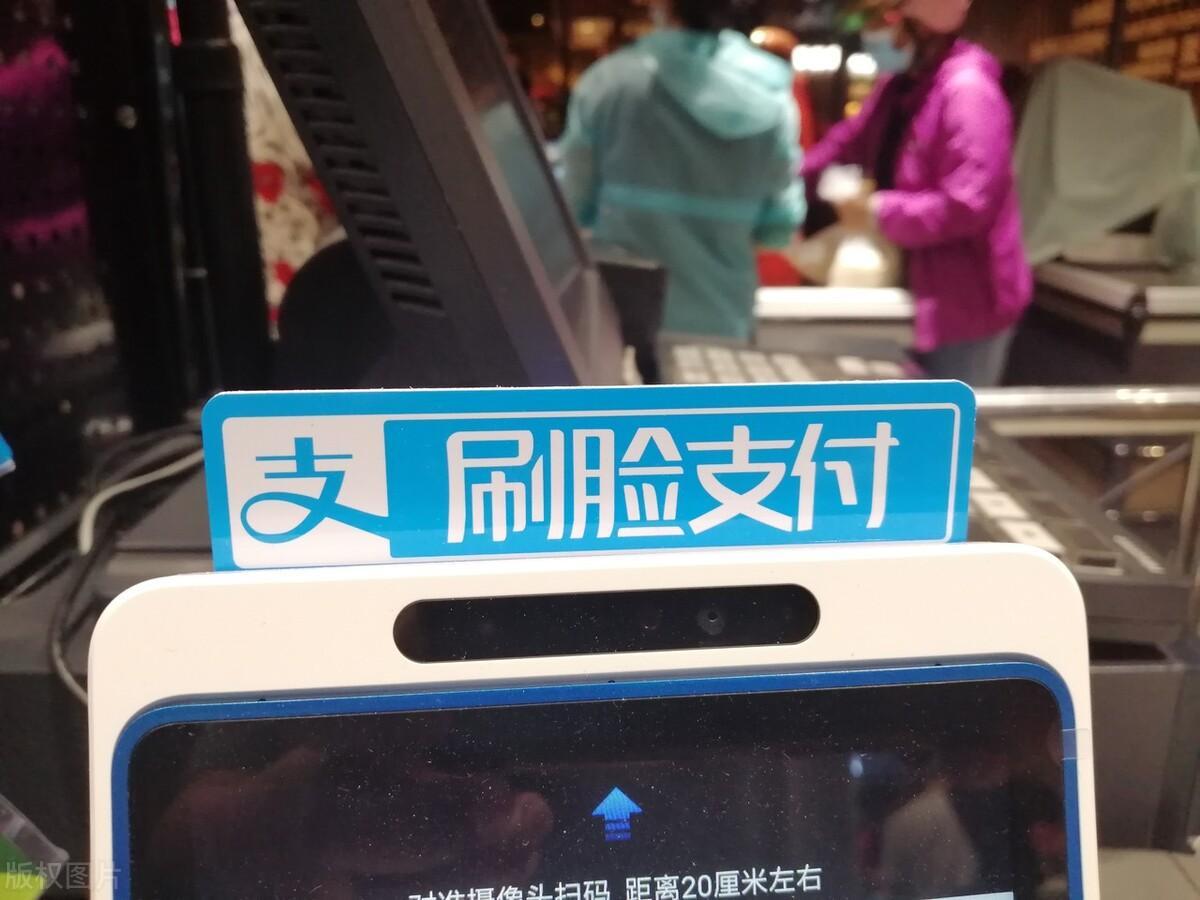 支 刷脸支付
对准摄像头扫码 距离20厘米左右
版权图片